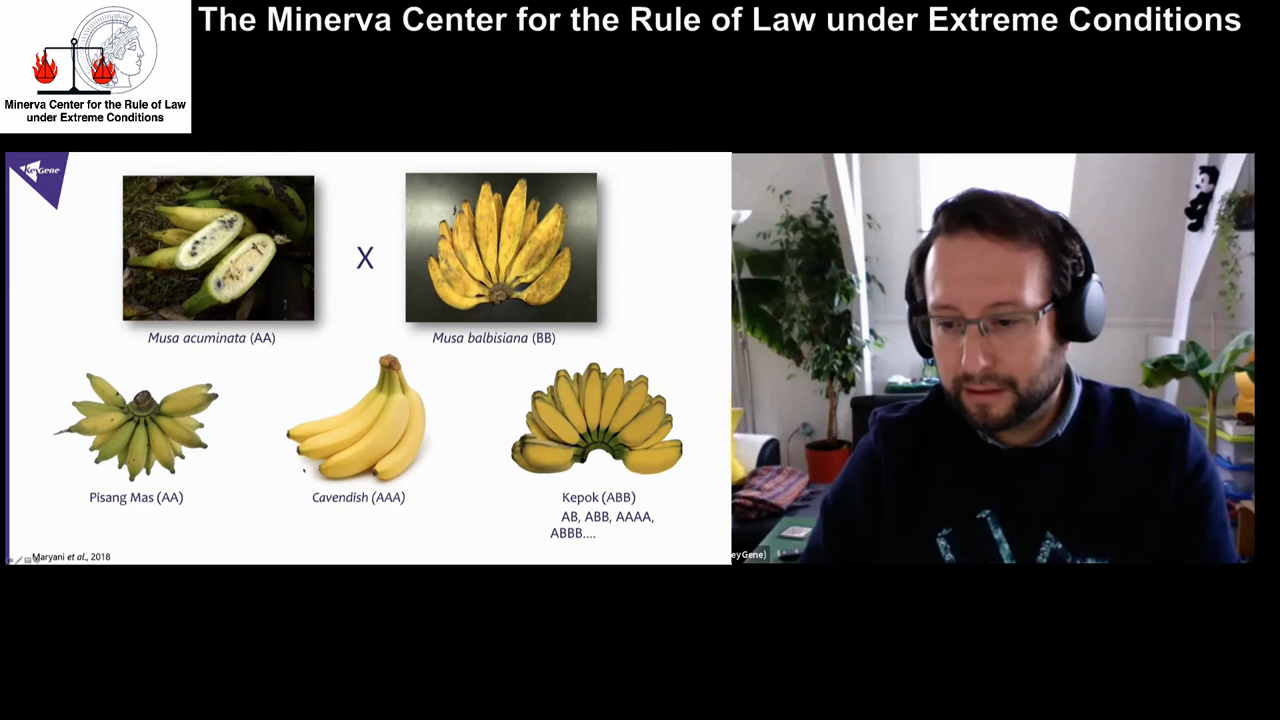 The Minerva Center for the Rule of Law under Extreme Conditions
Minerva Center for the Rule of Law
under Extreme Conditions
KeyGene
X
Musa acuminata (AA)
Musa balbisiana (BB)
Pisang Mas (AA)
Cavendish (AAA)
Kepok (ABB)
AB, ABB, AAAA,
ABBB....
Maryani et al., 2018
eyGene)